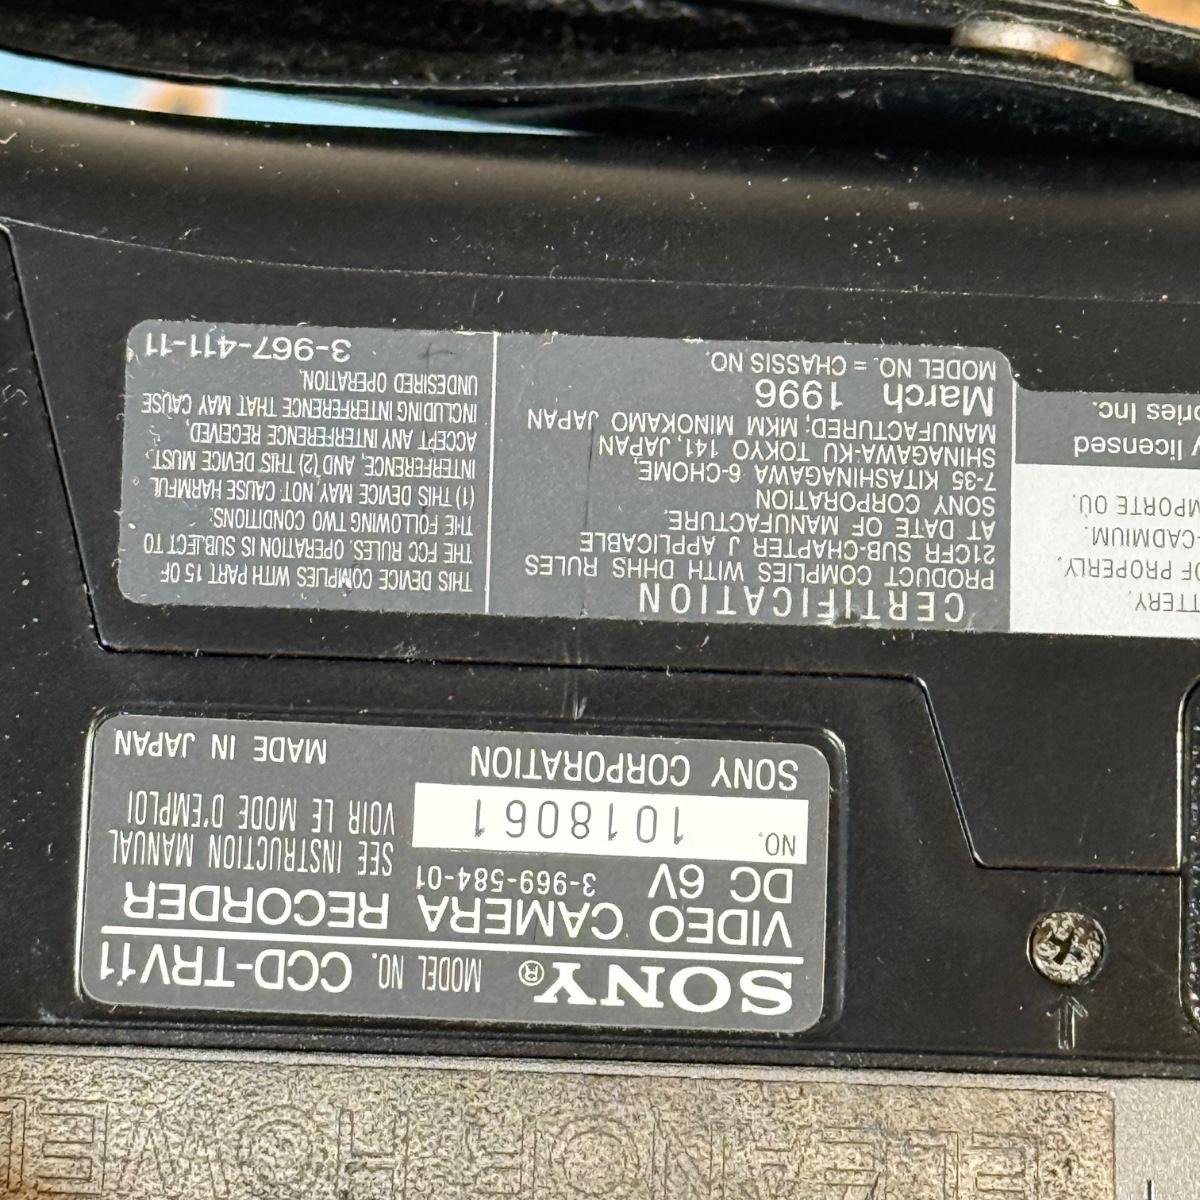 SONY® MODEL NO. CCD-TRV11
VIDEO CAMERA RECORDER
DC 6V 3-969-584-01
SEE INSTRUCTION MANUAL
VOIR LE MODE D'EMPLOI
NO. 1018061
SONY CORPORATION MADE IN JAPAN
CERTIFICATION
PRODUCT COMPLIES WITH DHHS RULES
21CFR SUB-CHAPTER J APPLICABLE
AT DATE OF MANUFACTURE.
SONY CORPORATION
7-35 KITASHINAGAWA 6-CHOME,
SHINAGAWA-KU TOKYO 141, JAPAN
MANUFACTURED; MKM MINOKAMO JAPAN
March 1996
MODEL NO. = CHASSIS NO.
THIS DEVICE COMPLIES WITH PART 15 OF
THE FCC RULES. OPERATION IS SUBJECT TO
THE FOLLOWING TWO CONDITIONS:
(1) THIS DEVICE MAY NOT CAUSE HARMFUL
INTERFERENCE, AND (2) THIS DEVICE MUST
ACCEPT ANY INTERFERENCE RECEIVED,
INCLUDING INTERFERENCE THAT MAY CAUSE
UNDESIRED OPERATION.
3-967-411-11
TTERY.
OF PROPERLY.
-CADMIUM.
MPORTE OU.
y licensed
ories Inc.